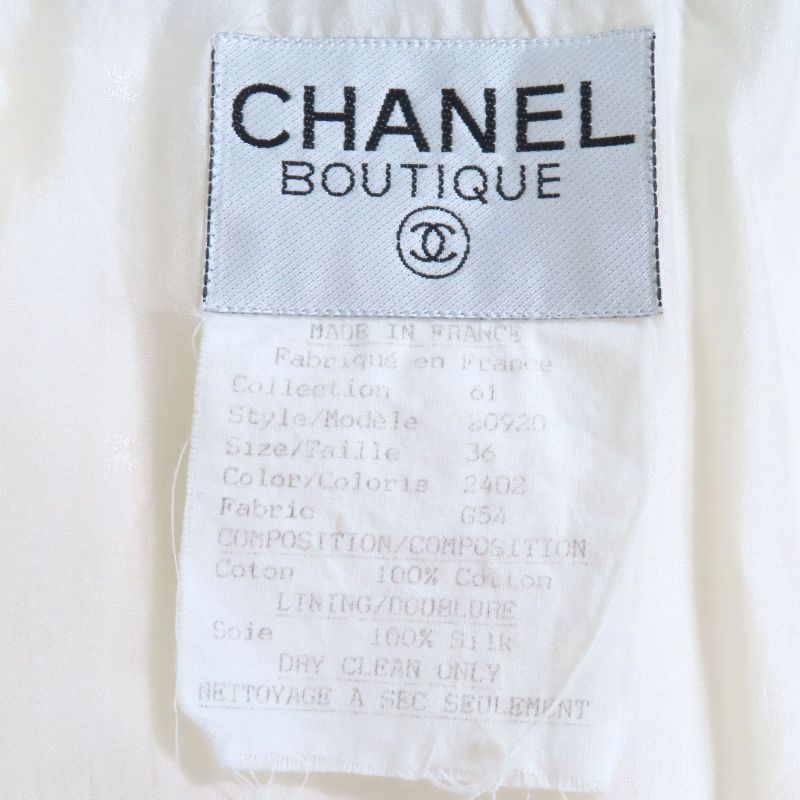 CHANEL
BOUTIQUE
MADE IN FRANCE
Fabriqué en France
Collection 61
Style/Modèle 20920
Size/Taille 36
Color/Coloris 2402
Fabric G54
COMPOSITION/COMPOSITION
Coton 100% Cotton
LINING/DOUBLURE
Soie 100% Silk
DRY CLEAN ONLY
NETTOYAGE A SEC SEULEMENT